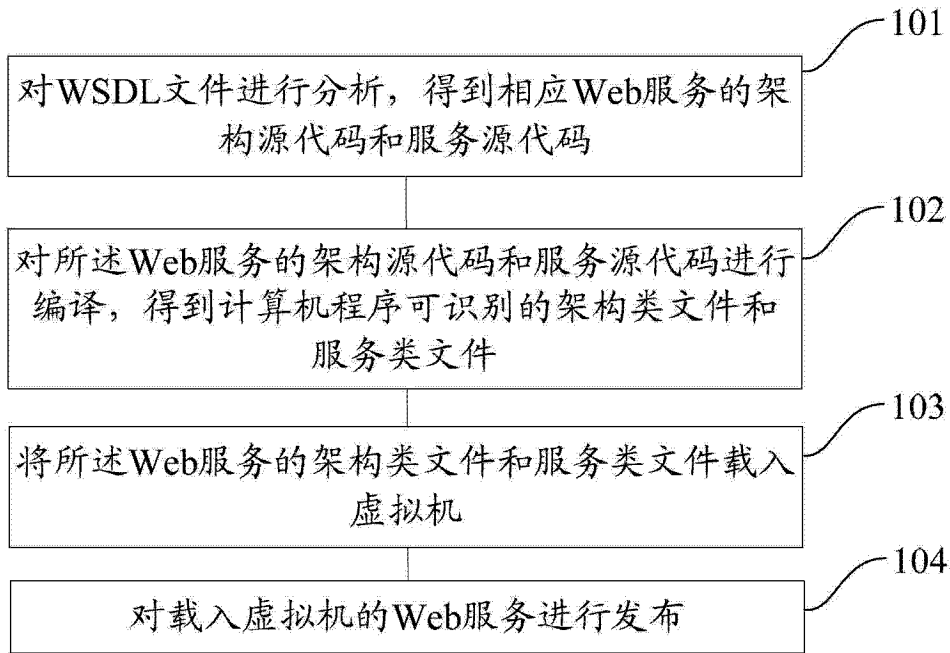 101
对WSDL文件进行分析，得到相应Web服务的架
构源代码和服务源代码
102
对所述Web服务的架构源代码和服务源代码进行
编译，得到计算机程序可识别的架构类文件和
服务类文件
103
将所述Web服务的架构类文件和服务类文件载入
虚拟机
104
对载入虚拟机的Web服务进行发布